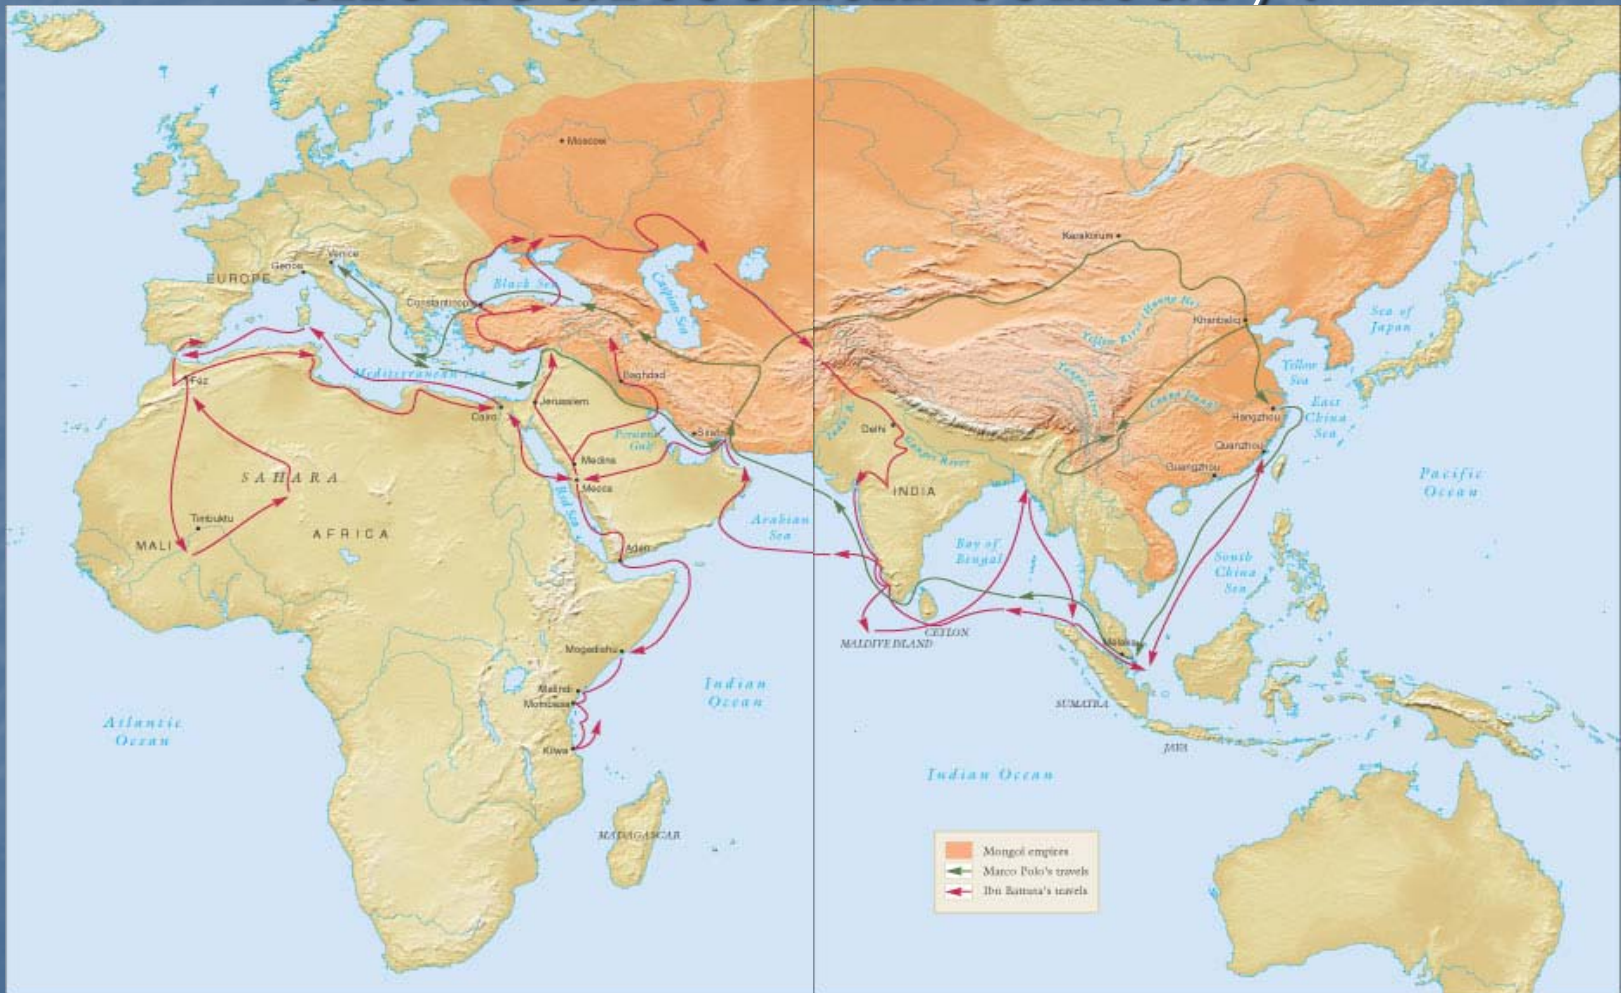 Moscow
Karakorum
Venice
Genoa
EUROPE
Black Sea
Caspian Sea
Constantinople
Khanbaliq
Yellow River (Huang He)
Sea of
Japan
Yellow
Sea
Mediterranean Sea
Fez
Baghdad
Jerusalem
Cairo
Siraf
Persian
Gulf
Indus R.
Delhi
Ganges River
Hangzhou
East
China
Sea
Quanzhou
Guangzhou
Medina
Mecca
Red Sea
INDIA
SAHARA
Pacific
Ocean
Timbuktu
AFRICA
MALI
Arabian
Sea
Aden
Bay of
Bengal
South
China
Sea
CEYLON
MALDIVE ISLAND
Melaka
Mogadishu
Malindi
Mombasa
Kilwa
Indian
Ocean
SUMATRA
JAVA
Atlantic
Ocean
Indian Ocean
MADAGASCAR
Mongol empires
Marco Polo's travels
Ibn Battuta's travels